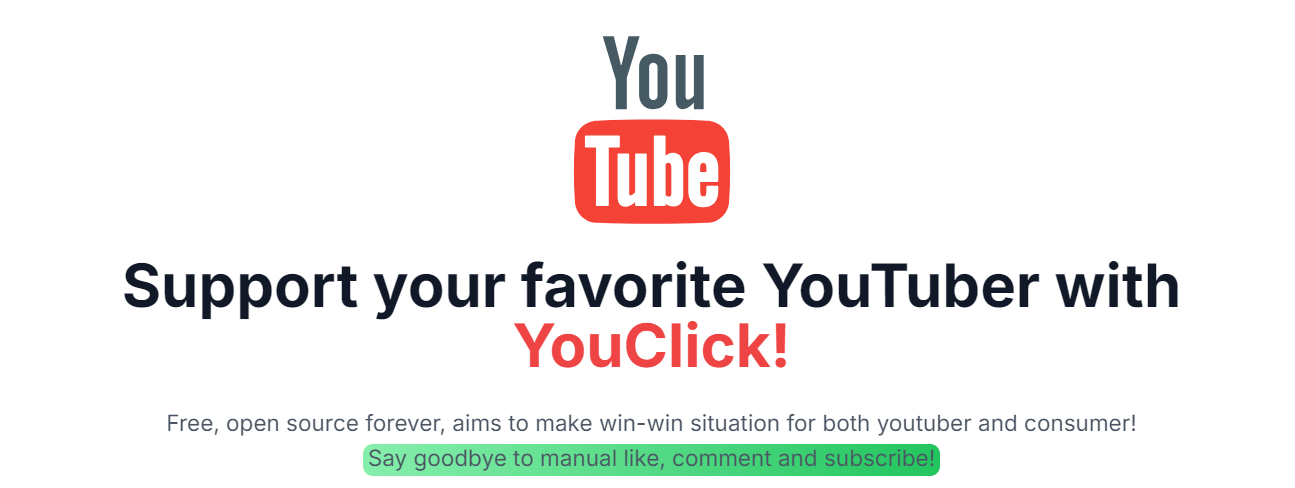 You
Tube
Support your favorite YouTuber with
YouClick!
Free, open source forever, aims to make win-win situation for both youtuber and consumer!
Say goodbye to manual like, comment and subscribe!